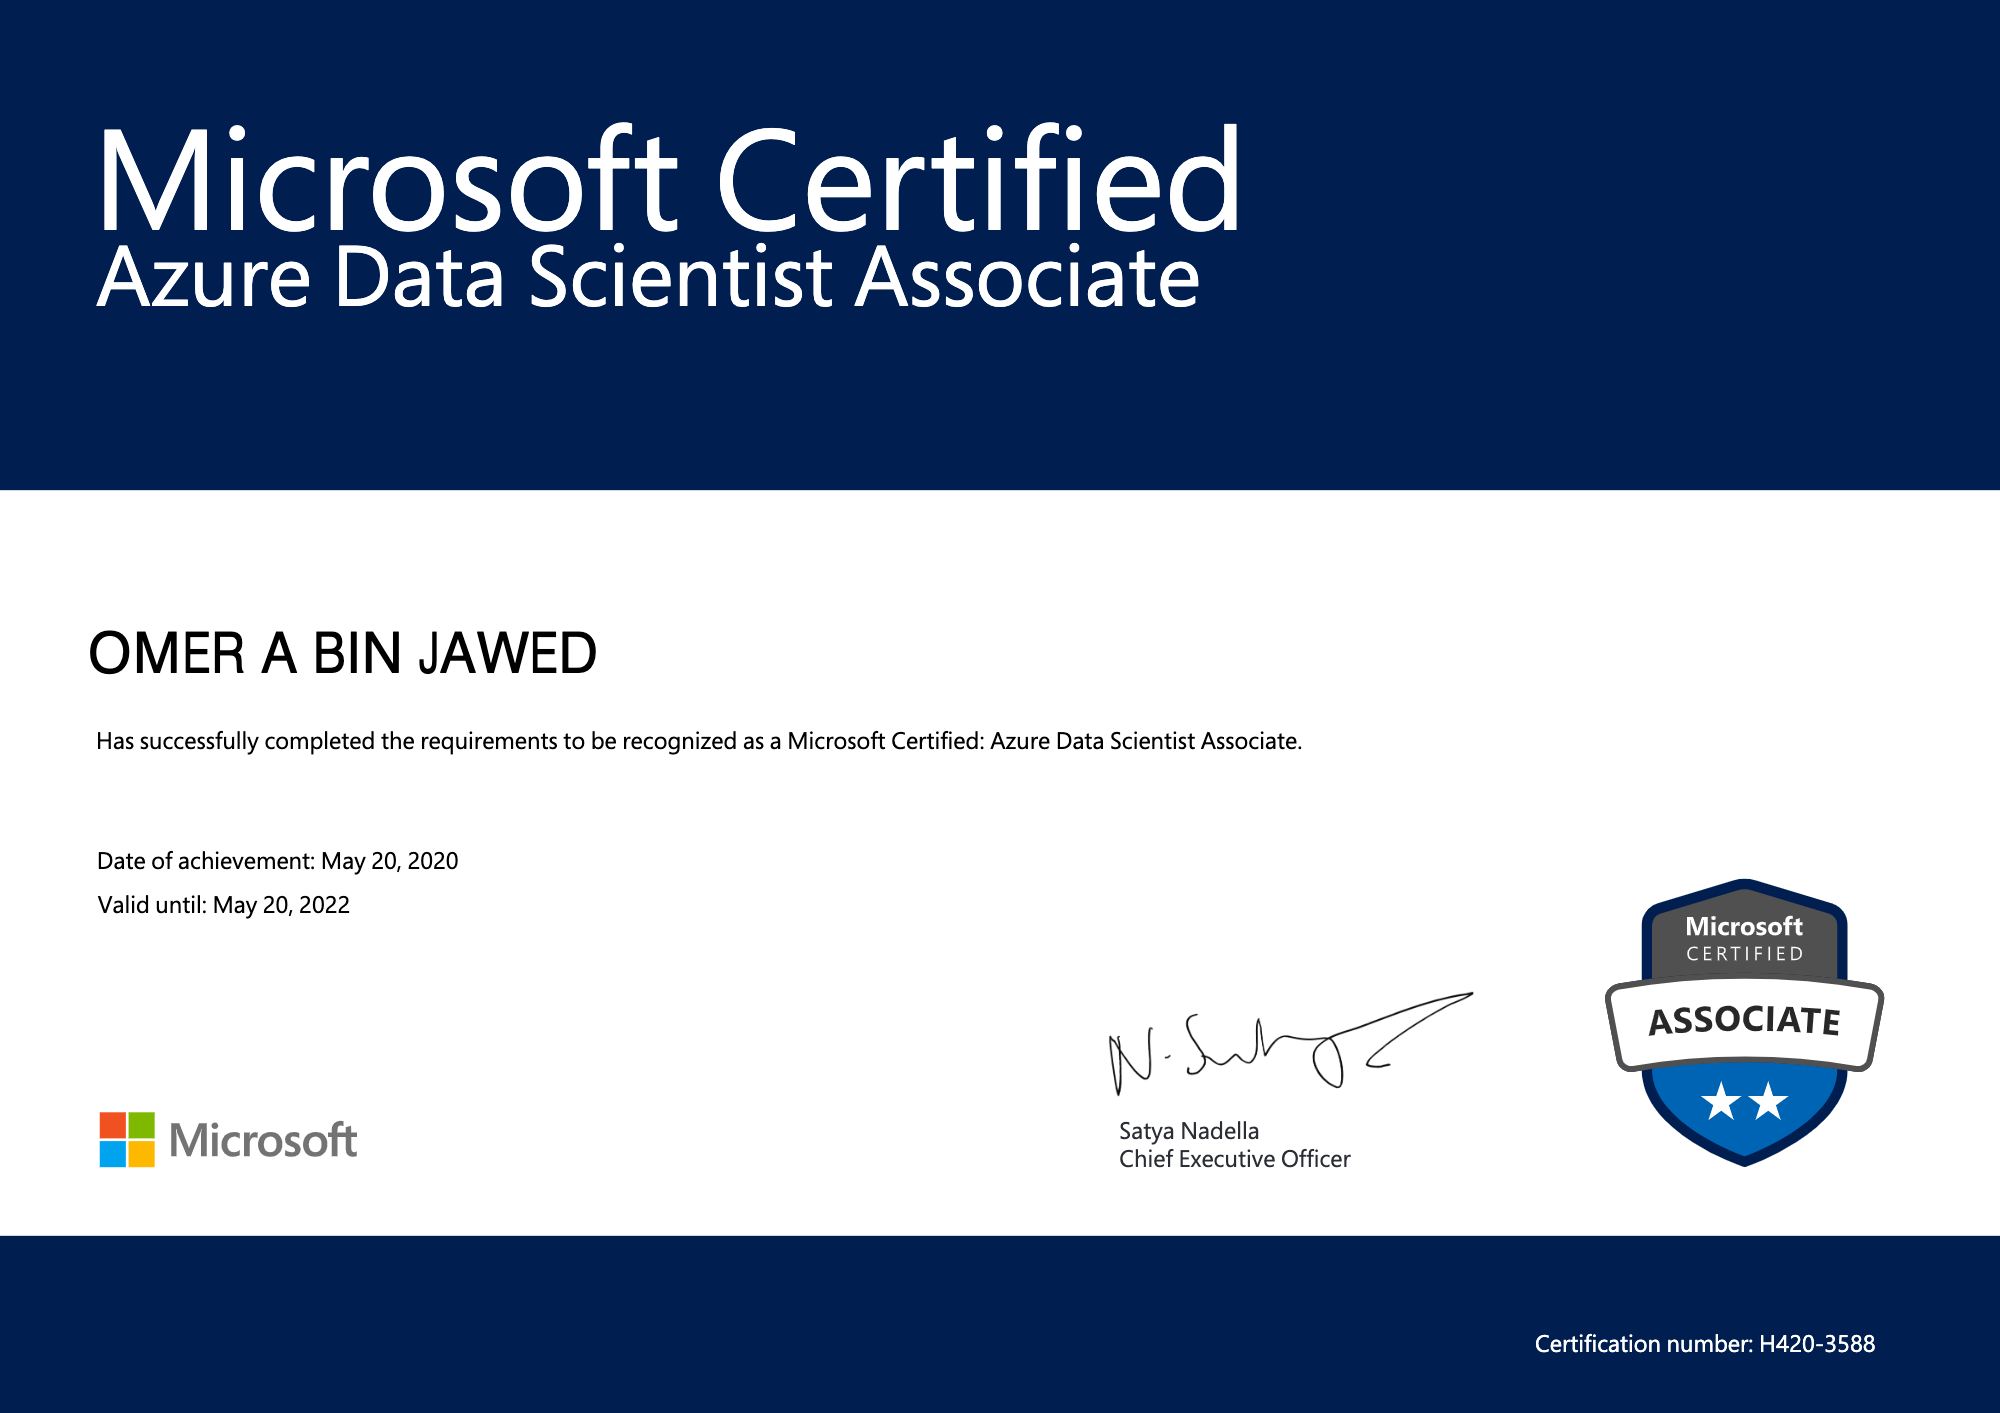 Microsoft Certified
Azure Data Scientist Associate
OMER A BIN JAWED
Has successfully completed the requirements to be recognized as a Microsoft Certified: Azure Data Scientist Associate.
Date of achievement: May 20, 2020
Valid until: May 20, 2022
Microsoft
CERTIFIED
ASSOCIATE
Satya Nadella
Chief Executive Officer
Microsoft
Certification number: H420-3588